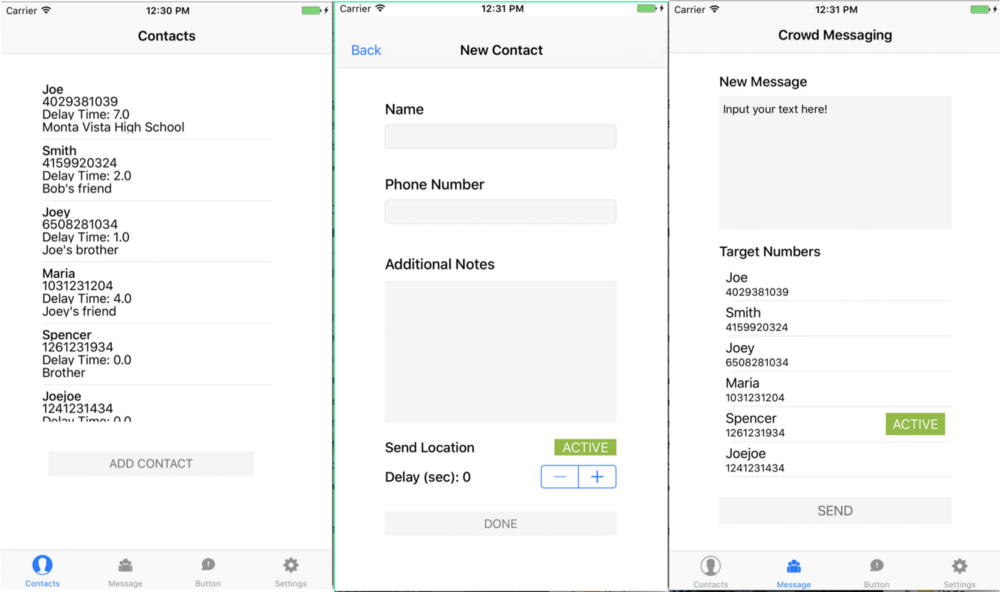 Carrier 12:30 PM
Contacts
Joe
4029381039
Delay Time: 7.0
Monta Vista High School
Smith
4159920324
Delay Time: 2.0
Bob's friend
Joey
6508281034
Delay Time: 1.0
Joe's brother
Maria
1031231204
Delay Time: 4.0
Joey's friend
Spencer
1261231934
Delay Time: 0.0
Brother
Joejoe
1241231434
Delay Time: 0.0
ADD CONTACT
Contacts Message Button Settings
Carrier 12:31 PM
Back New Contact
Name
Phone Number
Additional Notes
Send Location ACTIVE
Delay (sec): 0 − +
DONE
Carrier 12:31 PM
Crowd Messaging
New Message
Input your text here!
Target Numbers
Joe
4029381039
Smith
4159920324
Joey
6508281034
Maria
1031231204
Spencer
1261231934 ACTIVE
Joejoe
1241231434
SEND
Contacts Message Button Settings